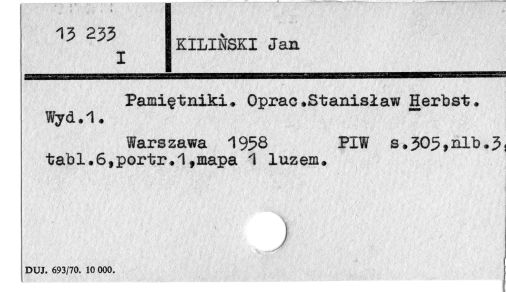 13 233
I
KILIŃSKI Jan
Pamiętniki. Oprac.Stanisław Herbst.
Wyd.1.
Warszawa 1958 PIW s.305,nlb.3,
tabl.6,portr.1,mapa 1 luzem.
DUJ. 693/70. 10 000.